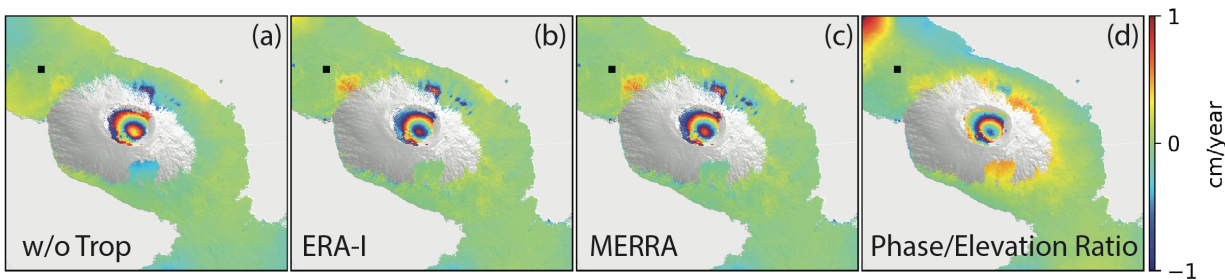 (a)
(b)
(c)
(d)
w/o Trop
ERA-I
MERRA
Phase/Elevation Ratio
1
0
−1
cm/year